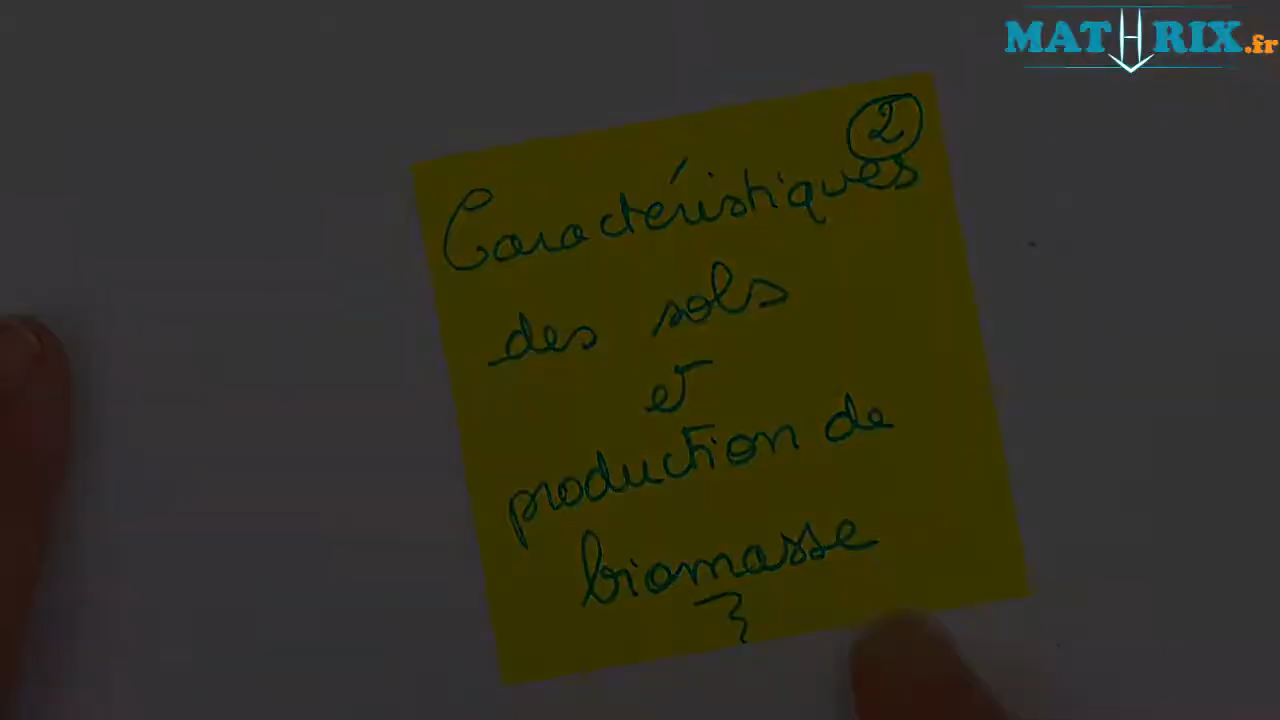 MATHRIX.fr
2
Caractéristiques
des sols
et
production de
biomasse
?